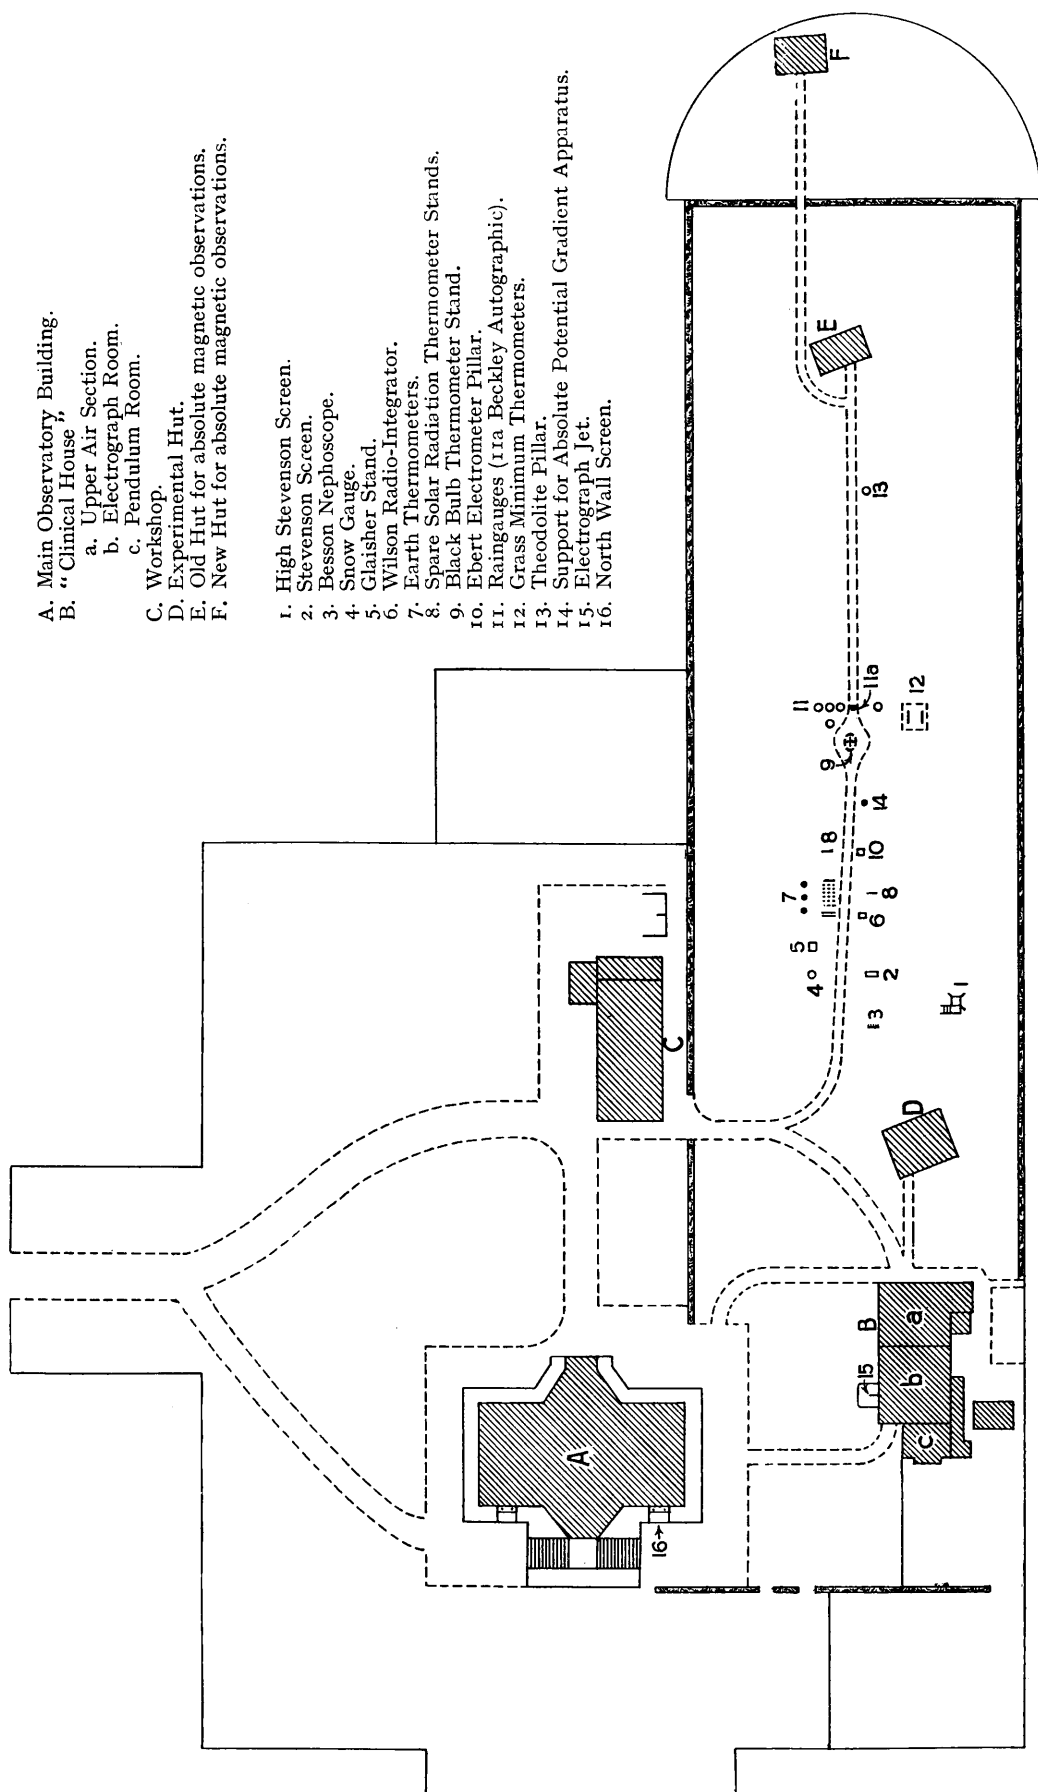 A. Main Observatory Building.
B. “Clinical House”
a. Upper Air Section.
b. Electrograph Room.
c. Pendulum Room.
C. Workshop.
D. Experimental Hut.
E. Old Hut for absolute magnetic observations.
F. New Hut for absolute magnetic observations.
1. High Stevenson Screen.
2. Stevenson Screen.
3. Besson Nephoscope.
4. Snow Gauge.
5. Glaisher Stand.
6. Wilson Radio-Integrator.
7. Earth Thermometers.
8. Spare Solar Radiation Thermometer Stands.
9. Black Bulb Thermometer Stand.
10. Ebert Electrometer Pillar.
11. Raingauges (11a Beckley Autographic).
12. Grass Minimum Thermometers.
13. Theodolite Pillar.
14. Support for Absolute Potential Gradient Apparatus.
15. Electrograph Jet.
16. North Wall Screen.
A
16
C
B
a
b
c
15
D
1
3
2
4
5
7
6
8
8
10
14
9
11
11a
12
13
E
F